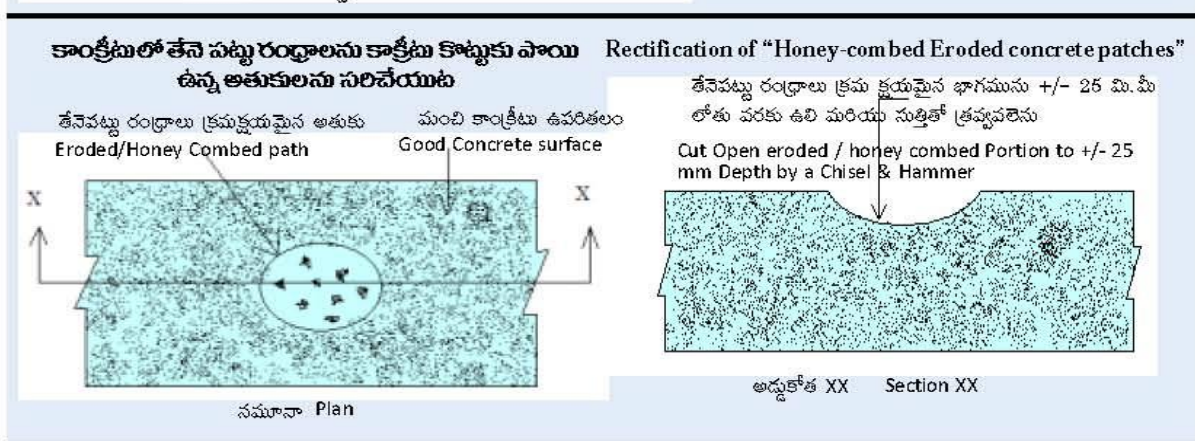 కాంక్రీటులో తేనె పట్టు రంధ్రాలను కాక్రీటు కొట్టుకు పొయి
ఉన్న అతుకులను సరిచేయుట
Rectification of “Honey-combed Eroded concrete patches”
తేనెపట్టు రంధ్రాలు క్రమక్షయమైన అతుకు
Eroded/Honey Combed path
మంచి కాంక్రీటు ఉపరితలం
Good Concrete surface
X
X
నమూనా Plan
తేనెపట్టు రంధ్రాలు క్రమ క్షయమైన భాగమును +/- 25 మి.మీ
లోతు వరకు ఉలి మరియు సుత్తితో త్రవ్వవలెను
Cut Open eroded / honey combed Portion to +/- 25
mm Depth by a Chisel & Hammer
అడ్డుకోత XX Section XX